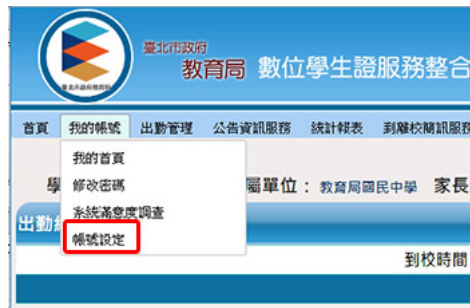 臺北市政府
教育局 數位學生證服務整合
首頁 我的帳號 出勤管理 公告資訊服務 統計報表 到離校簡訊服務
我的首頁
修改密碼
系統滿意度調查
帳號設定
學
屬單位：教育局國民中學 家長
出勤
到校時間